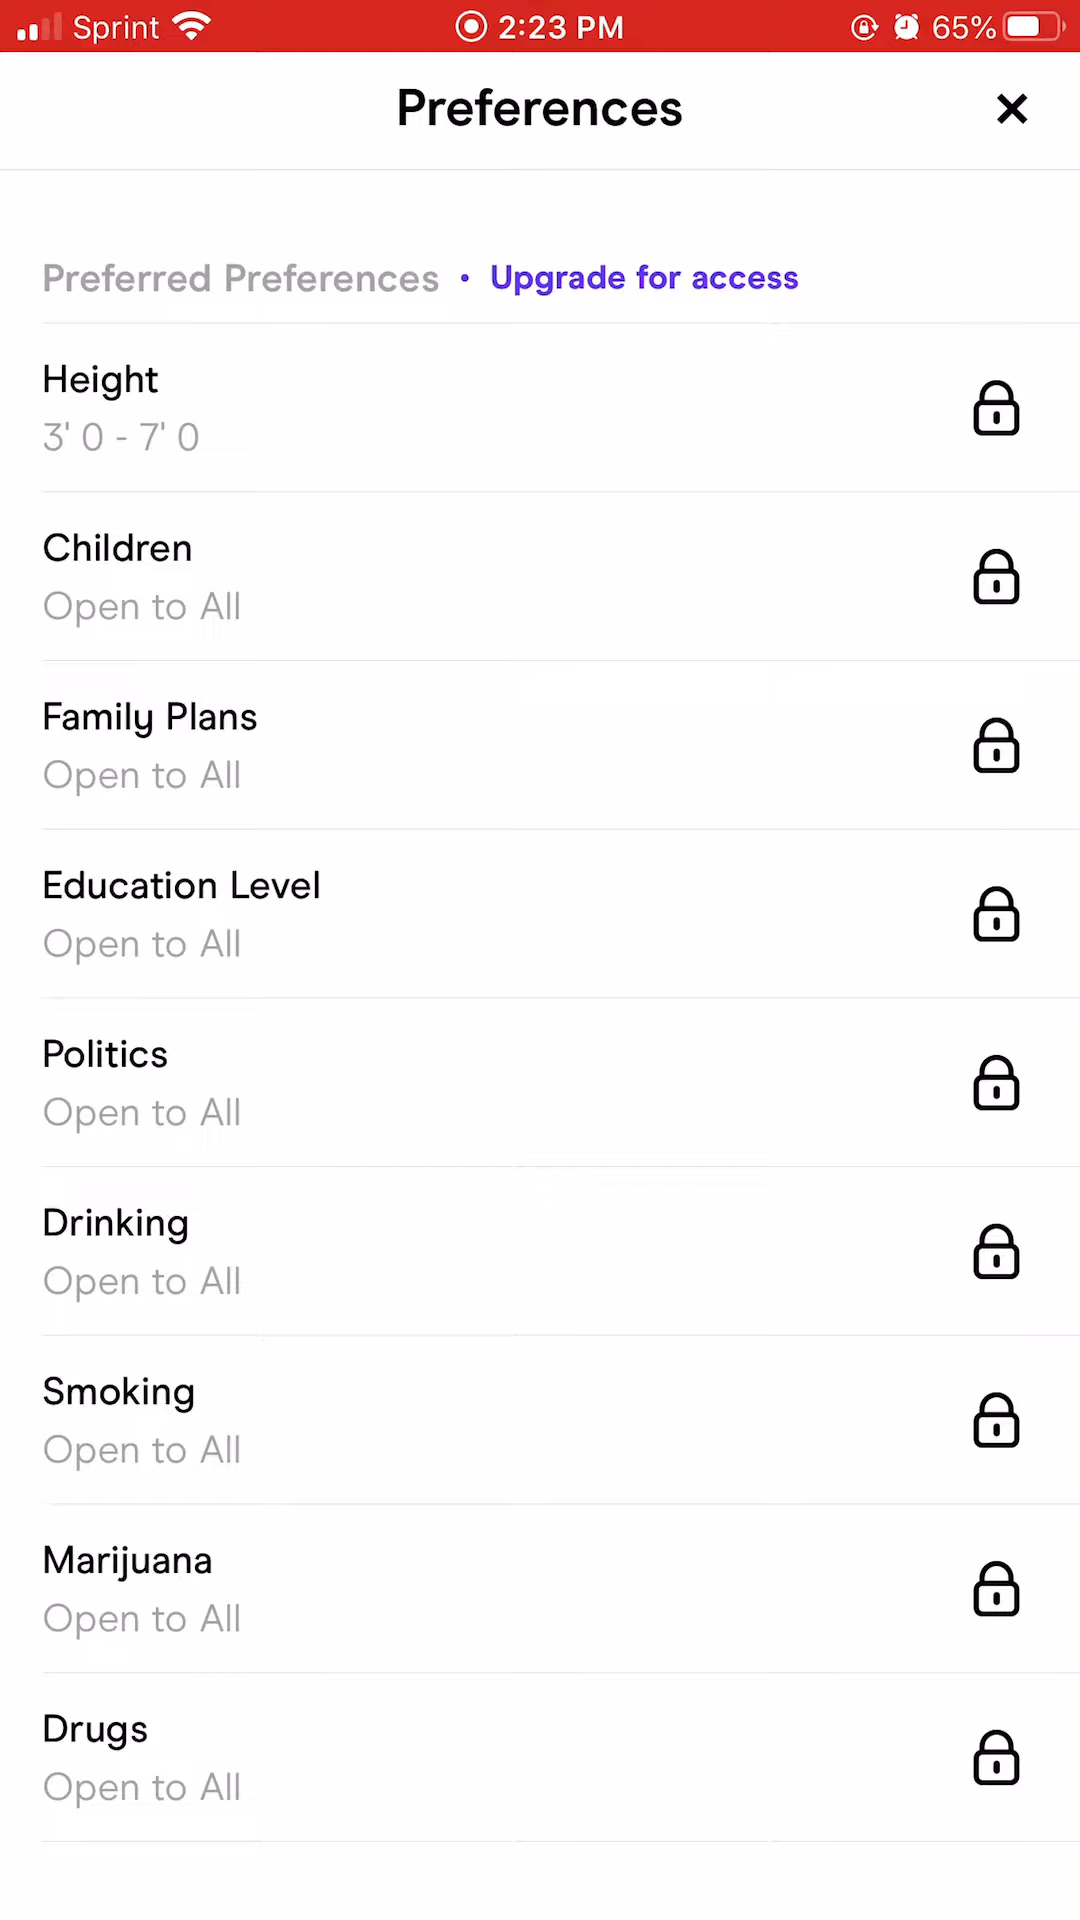 Sprint 2:23 PM 65%
Preferences
Preferred Preferences • Upgrade for access
Height
3' 0 - 7' 0
Children
Open to All
Family Plans
Open to All
Education Level
Open to All
Politics
Open to All
Drinking
Open to All
Smoking
Open to All
Marijuana
Open to All
Drugs
Open to All